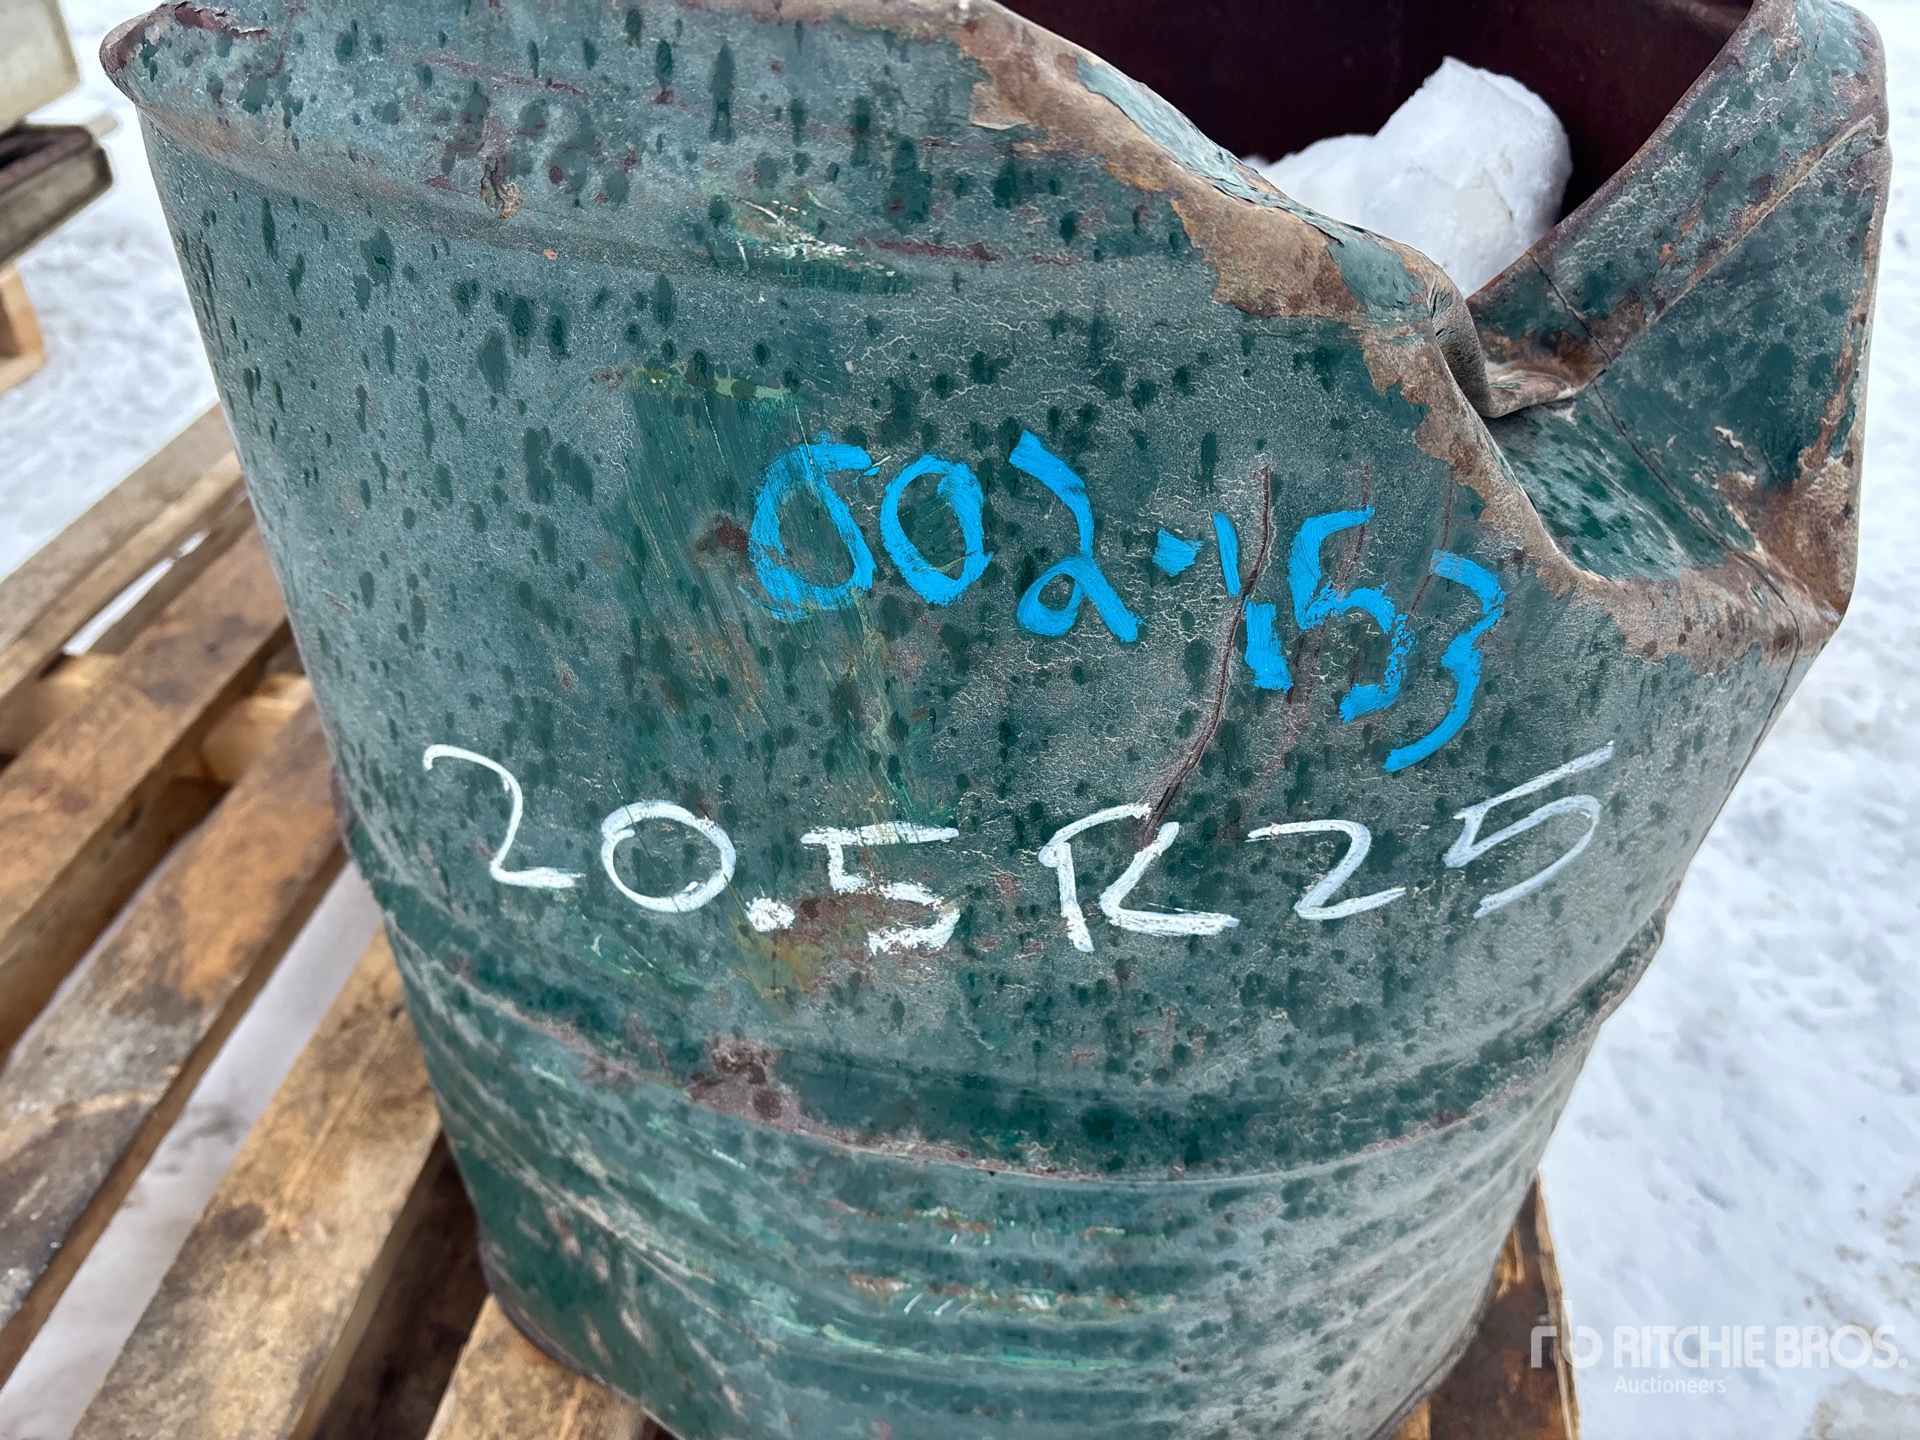 002-153
20.5R25
RITCHIE BROS.
Auctioneers